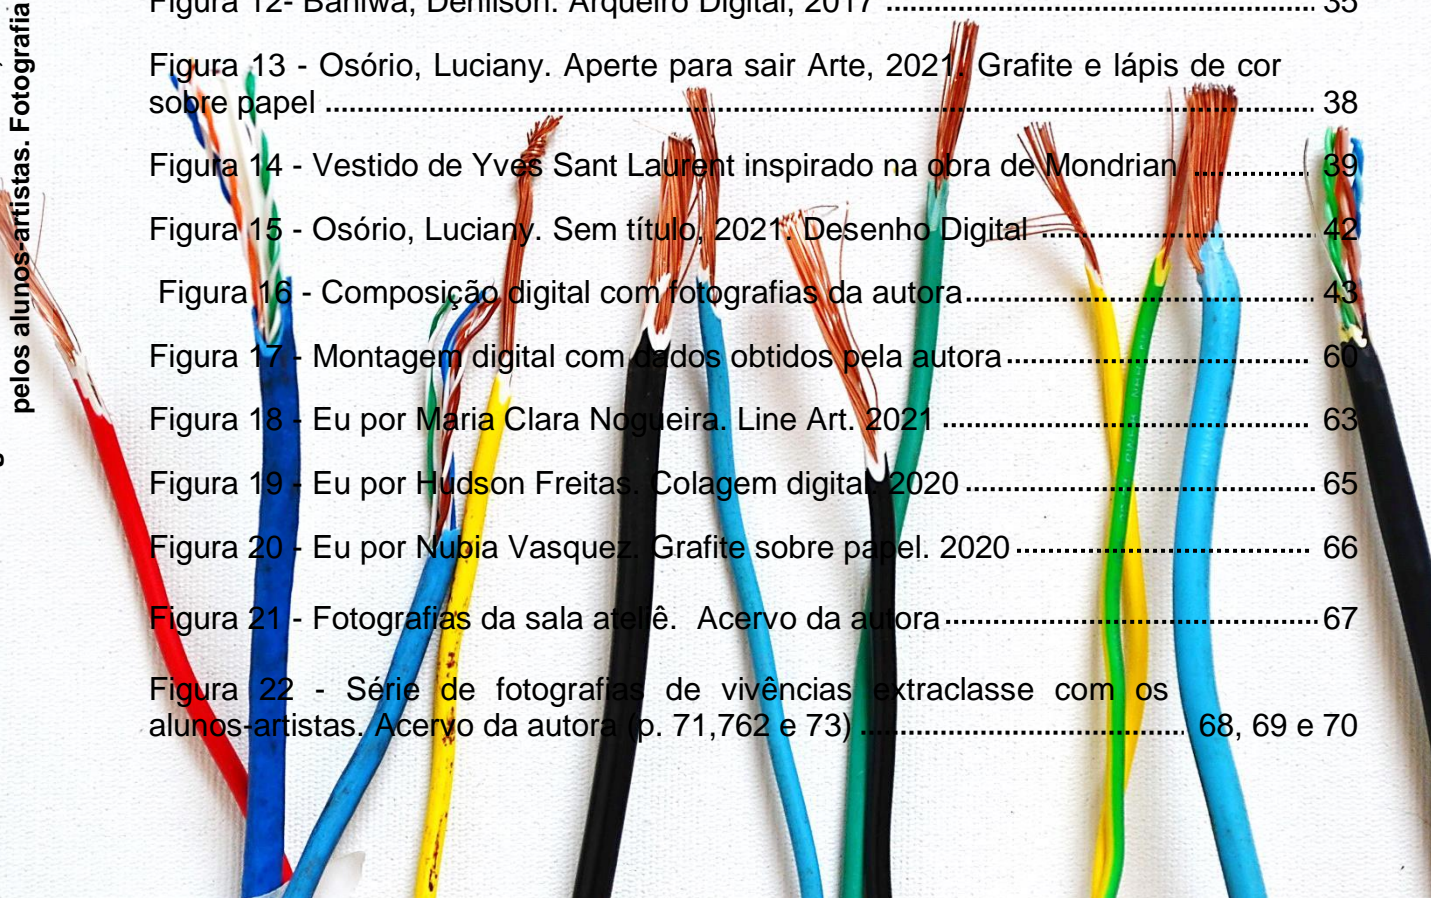 Figura 12- Baniwa, Denilson. Arqueiro Digital, 2017 ........ 35
Figura 13 - Osório, Luciany. Aperte para sair Arte, 2021. Grafite e lápis de cor
sobre papel ........ 38
Figura 14 - Vestido de Yves Sant Laurent inspirado na obra de Mondrian ........ 39
Figura 15 - Osório, Luciany. Sem título, 2021. Desenho Digital ........ 42
Figura 16 - Composição digital com fotografias da autora ........ 43
Figura 17 - Montagem digital com dados obtidos pela autora ........ 60
Figura 18 - Eu por Maria Clara Nogueira. Line Art. 2021 ........ 63
Figura 19 - Eu por Hudson Freitas. Colagem digital. 2020 ........ 65
Figura 20 - Eu por Nubia Vasquez. Grafite sobre papel. 2020 ........ 66
Figura 21 - Fotografias da sala ateliê. Acervo da autora ........ 67
Figura 22 - Série de fotografias de vivências extraclasse com os
alunos-artistas. Acervo da autora (p. 71,762 e 73) ........ 68, 69 e 70
pelos alunos-artistas. Fotografia